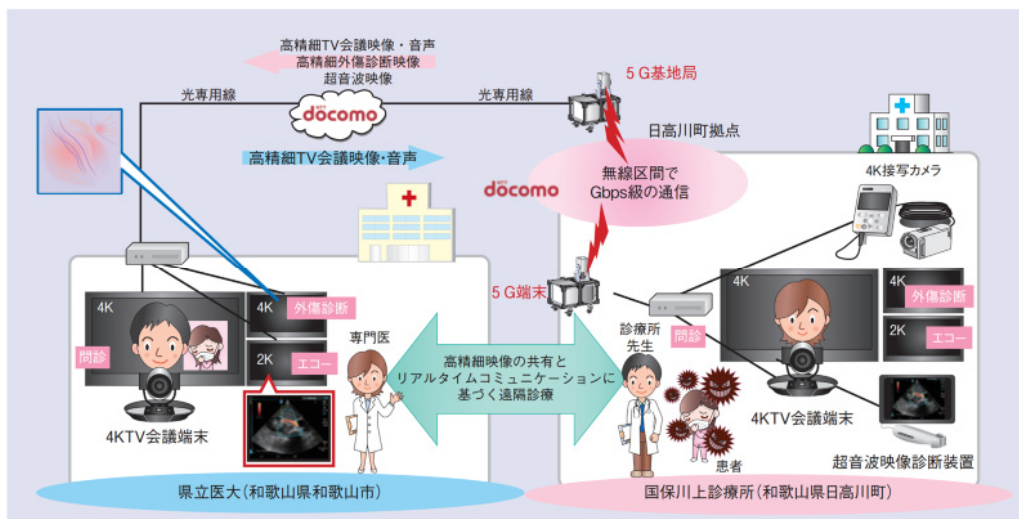 高精細TV会議映像・音声
高精細外傷診断映像
超音波映像
光専用線
NTT
döcomo
光専用線
高精細TV会議映像・音声
5G基地局
日高川町拠点
無線区間で
Gbps級の通信
NTT
döcomo
5G端末
4K接写カメラ
4K
問診
4K
外傷診断
2K
エコー
4KTV会議端末
専門医
高精細映像の共有と
リアルタイムコミュニケーションに
基づく遠隔診療
診療所
先生
患者
問診
4K
4K
外傷診断
2K
エコー
4KTV会議端末
超音波映像診断装置
県立医大(和歌山県和歌山市)
国保川上診療所(和歌山県日高川町)